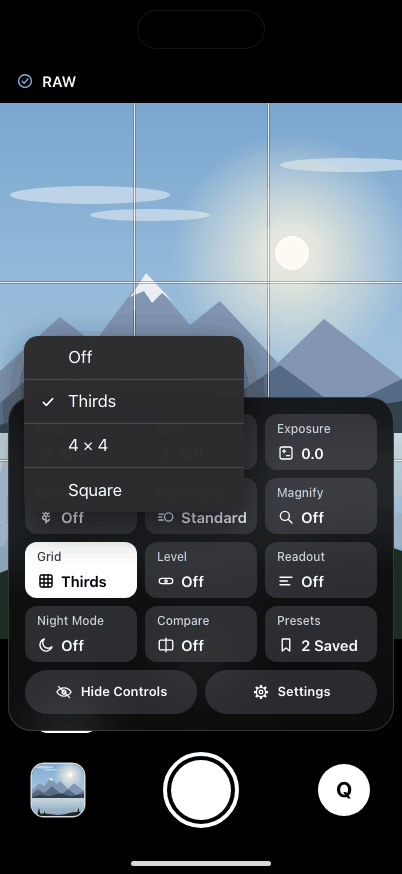 RAW
Off
Thirds
4 × 4
Square
Exposure
0.0
Off
Standard
Magnify
Off
Grid
Thirds
Level
Off
Readout
Off
Night Mode
Off
Compare
Off
Presets
2 Saved
Hide Controls
Settings
Q